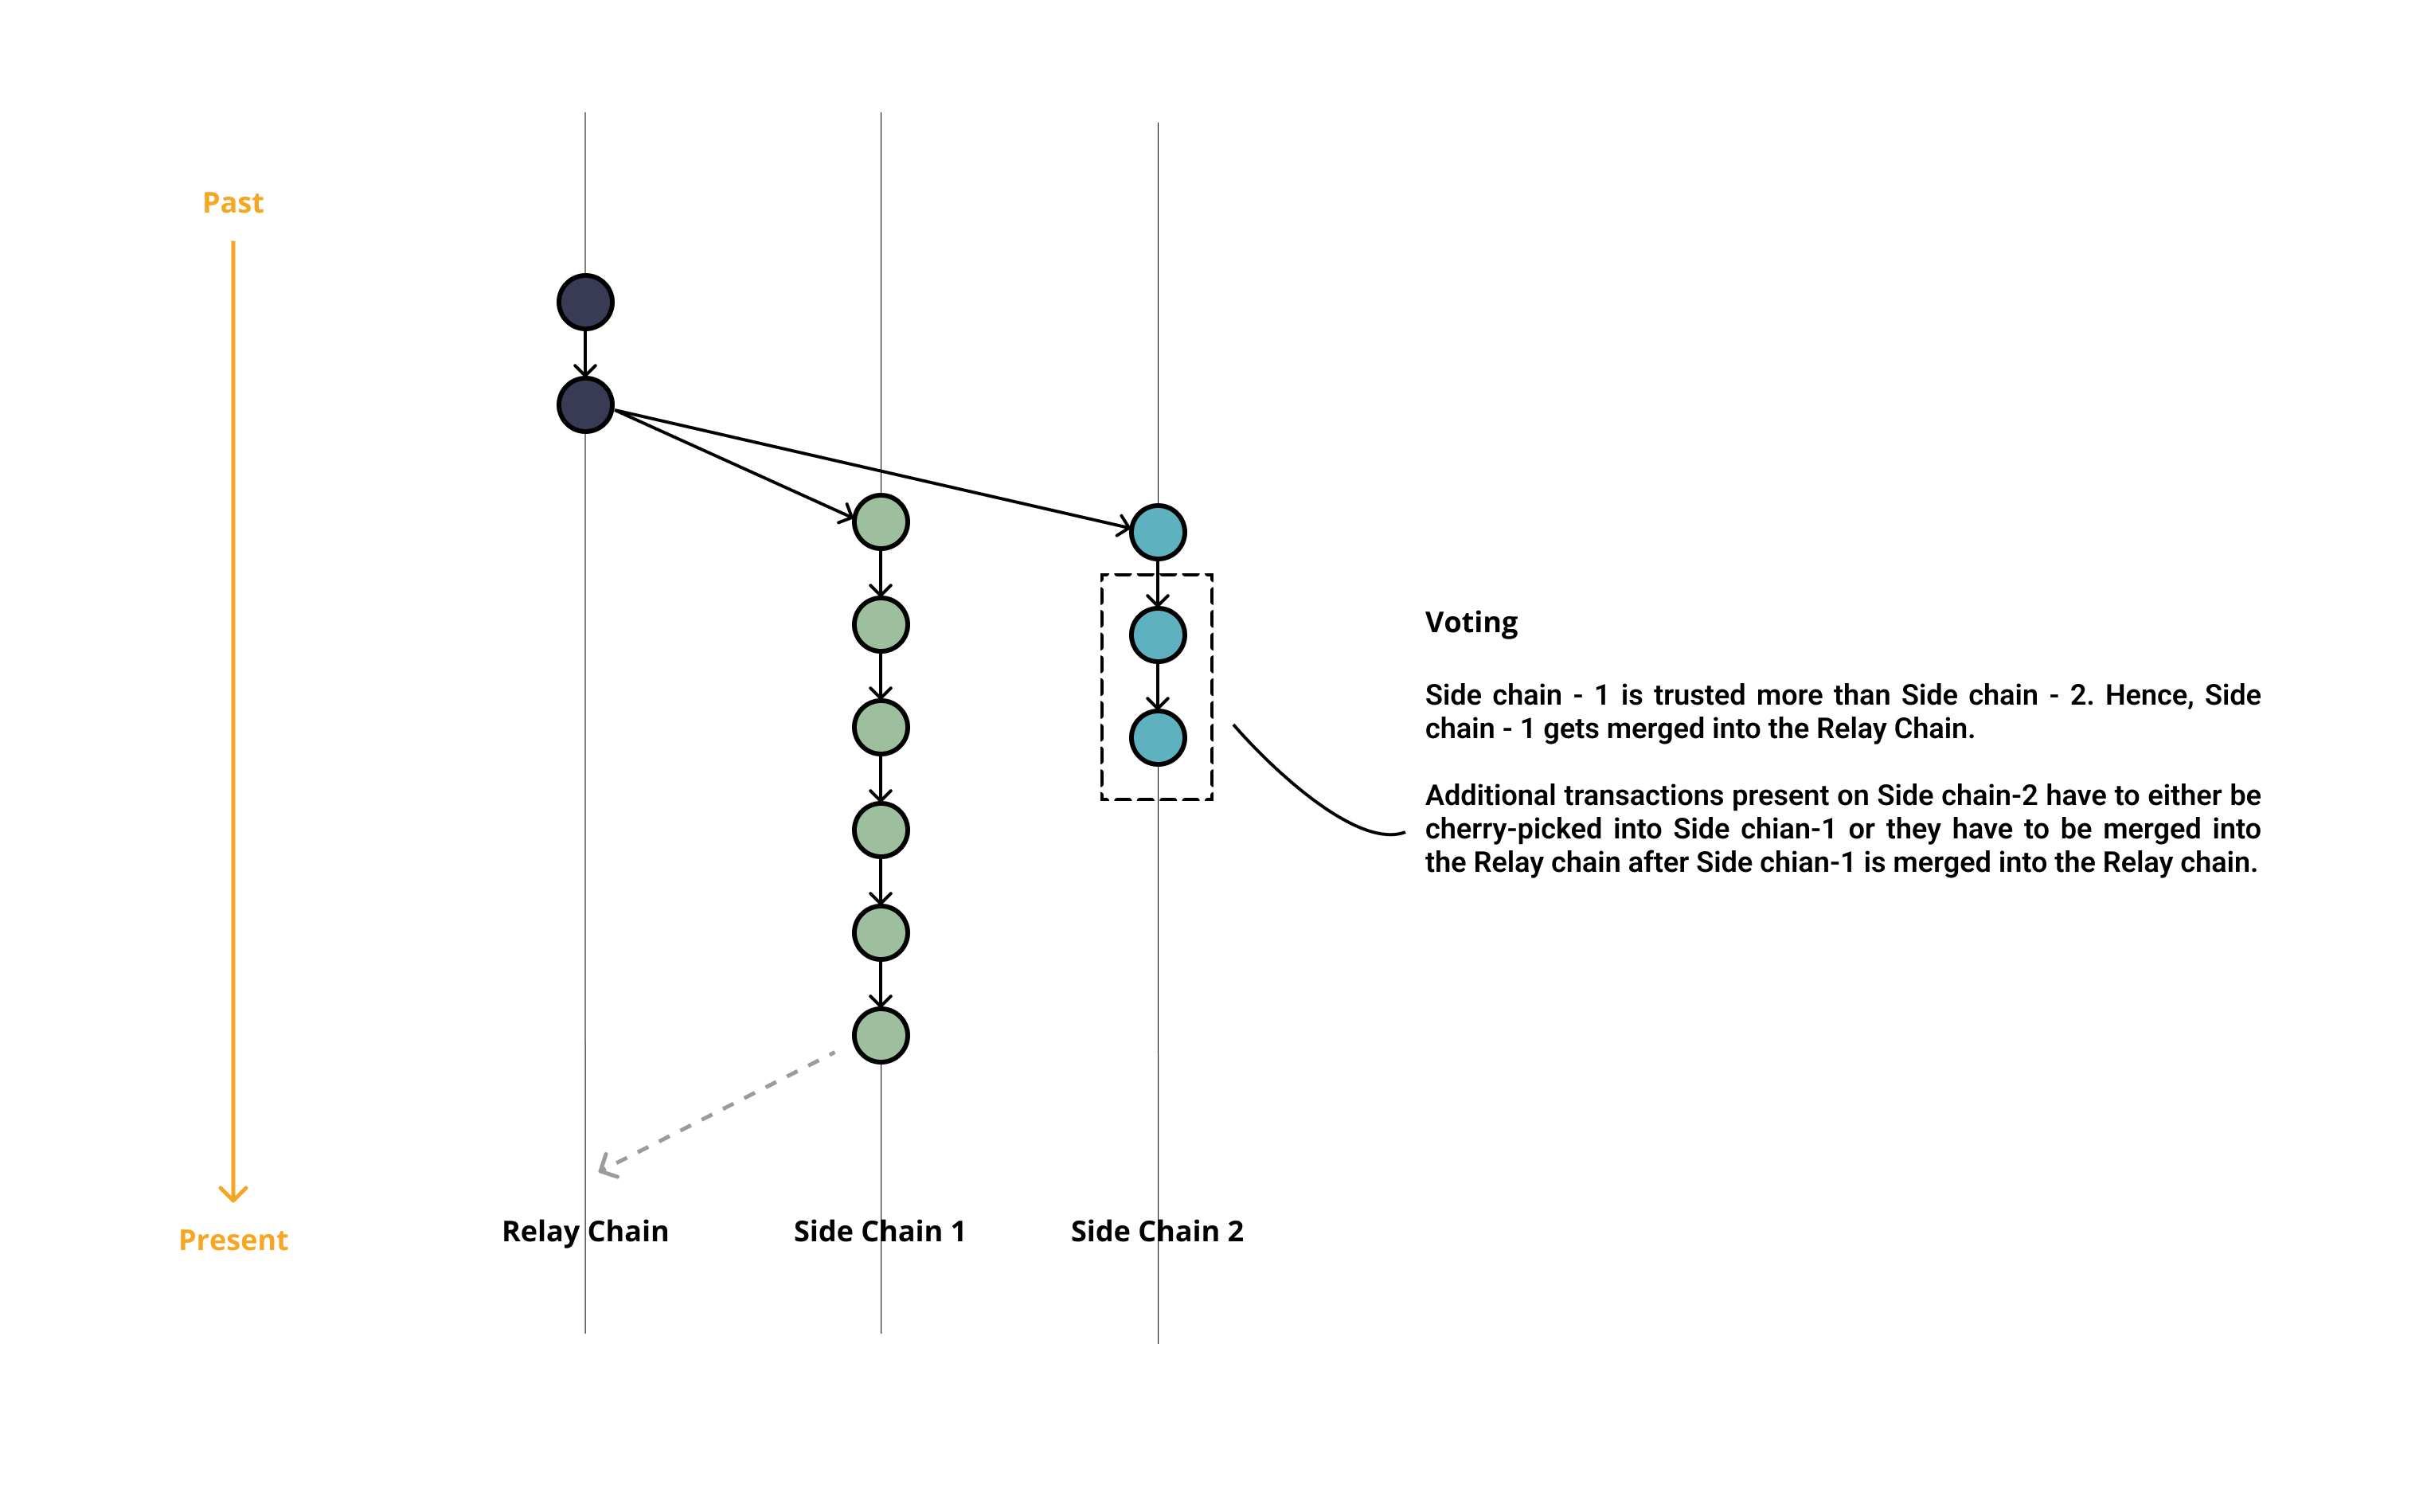 Past
Voting
Side chain - 1 is trusted more than Side chain - 2. Hence, Side
chain - 1 gets merged into the Relay Chain.
Additional transactions present on Side chain-2 have to either be
cherry-picked into Side chian-1 or they have to be merged into
the Relay chain after Side chian-1 is merged into the Relay chain.
Relay Chain
Side Chain 1
Side Chain 2
Present